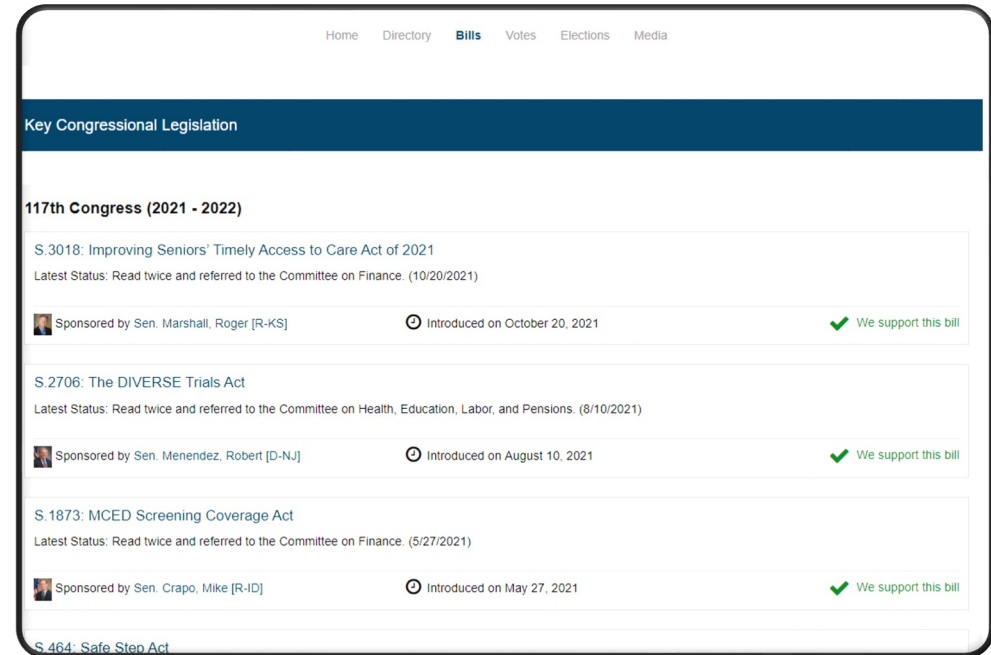 Home Directory Bills Votes Elections Media
Key Congressional Legislation
117th Congress (2021 - 2022)
S.3018: Improving Seniors' Timely Access to Care Act of 2021
Latest Status: Read twice and referred to the Committee on Finance. (10/20/2021)
Sponsored by Sen. Marshall, Roger [R-KS] Introduced on October 20, 2021 We support this bill
S.2706: The DIVERSE Trials Act
Latest Status: Read twice and referred to the Committee on Health, Education, Labor, and Pensions. (8/10/2021)
Sponsored by Sen. Menendez, Robert [D-NJ] Introduced on August 10, 2021 We support this bill
S.1873: MCED Screening Coverage Act
Latest Status: Read twice and referred to the Committee on Finance. (5/27/2021)
Sponsored by Sen. Crapo, Mike [R-ID] Introduced on May 27, 2021 We support this bill
S.464: Safe Step Act